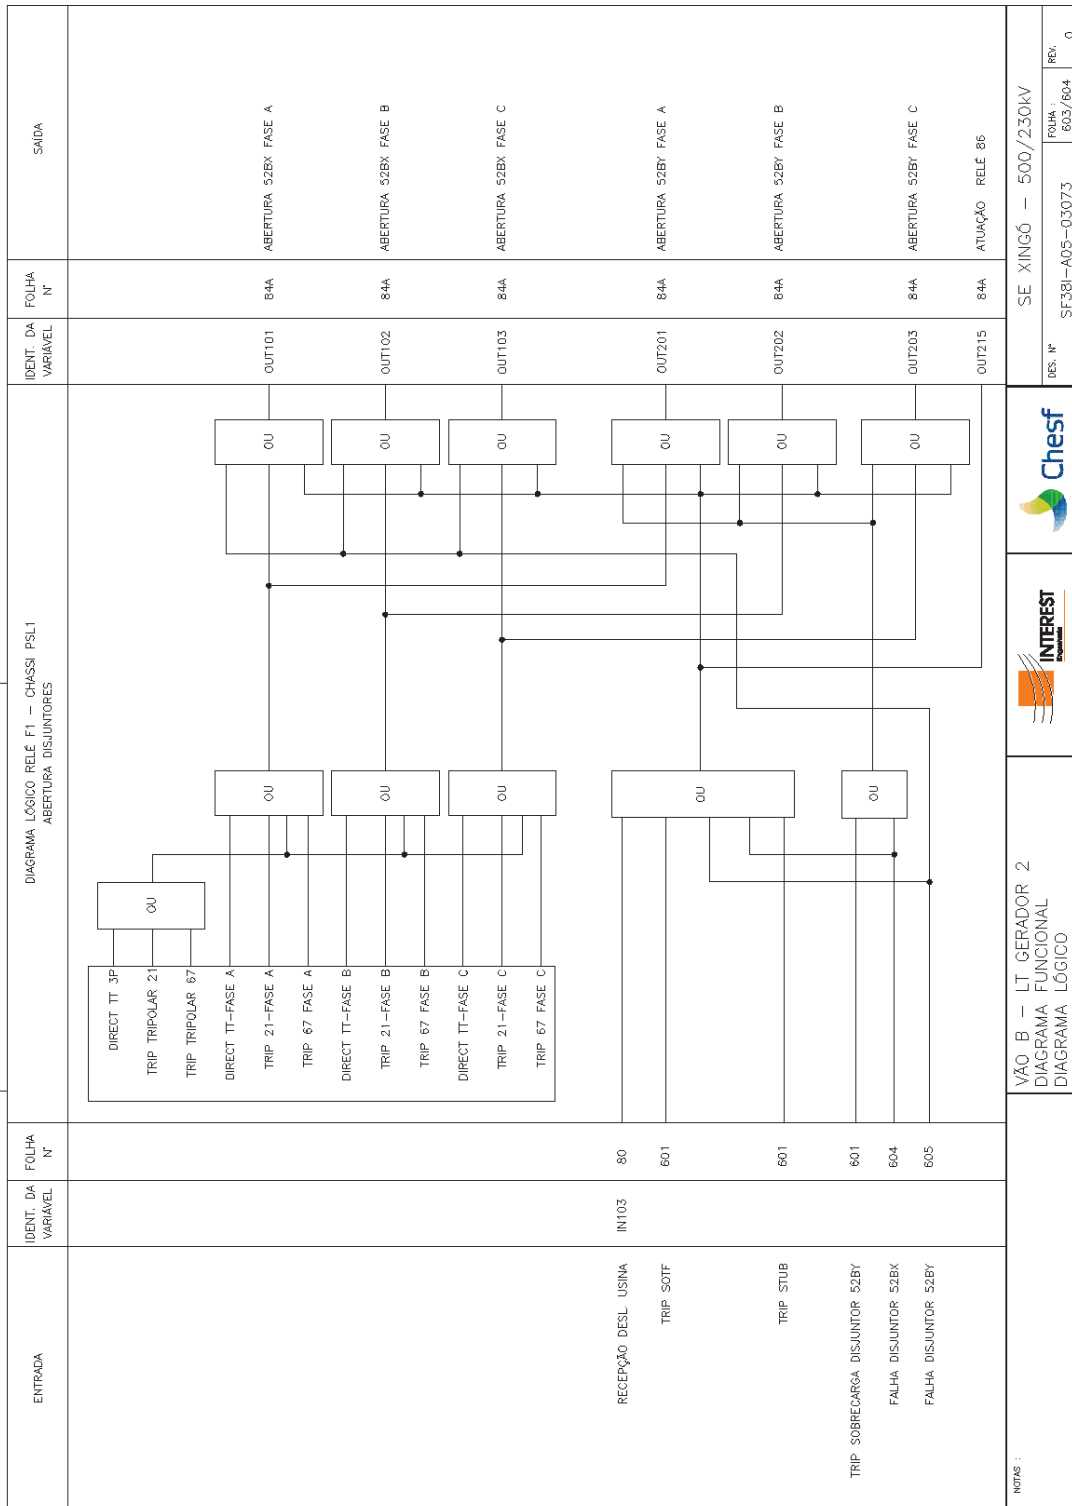 ENTRADA
IDENT. DA
VARIÁVEL
FOLHA
N°
DIAGRAMA LÓGICO RELÉ F1 – CHASSI PSL1
ABERTURA DISJUNTORES
IDENT. DA
VARIÁVEL
FOLHA
N°
SAÍDA
DIRECT TT 3P
TRIP TRIPOLAR 21
TRIP TRIPOLAR 67
OU
DIRECT TT–FASE A
TRIP 21–FASE A
TRIP 67 FASE A
OU
OU
OUT101
84A
ABERTURA 52BX FASE A
DIRECT TT–FASE B
TRIP 21–FASE B
TRIP 67 FASE B
OU
OU
OUT102
84A
ABERTURA 52BX FASE B
DIRECT TT–FASE C
TRIP 21–FASE C
TRIP 67 FASE C
OU
OU
OUT103
84A
ABERTURA 52BX FASE C
RECEPÇÃO DESL. USINA
IN103
80
TRIP SOTF
601
OU
OU
OUT201
84A
ABERTURA 52BY FASE A
TRIP STUB
601
OU
OUT202
84A
ABERTURA 52BY FASE B
TRIP SOBRECARGA DISJUNTOR 52BY
601
FALHA DISJUNTOR 52BX
604
FALHA DISJUNTOR 52BY
605
OU
OU
OUT203
84A
ABERTURA 52BY FASE C
OUT215
84A
ATUAÇÃO RELÉ 86
NOTAS :
VÃO B – LT GERADOR 2
DIAGRAMA FUNCIONAL
DIAGRAMA LÓGICO
INTEREST
Engenharia
Chesf
SE XINGÓ – 500/230kV
DES. Nº
SF38I–A05–03073
FOLHA :
603/604
REV.
0